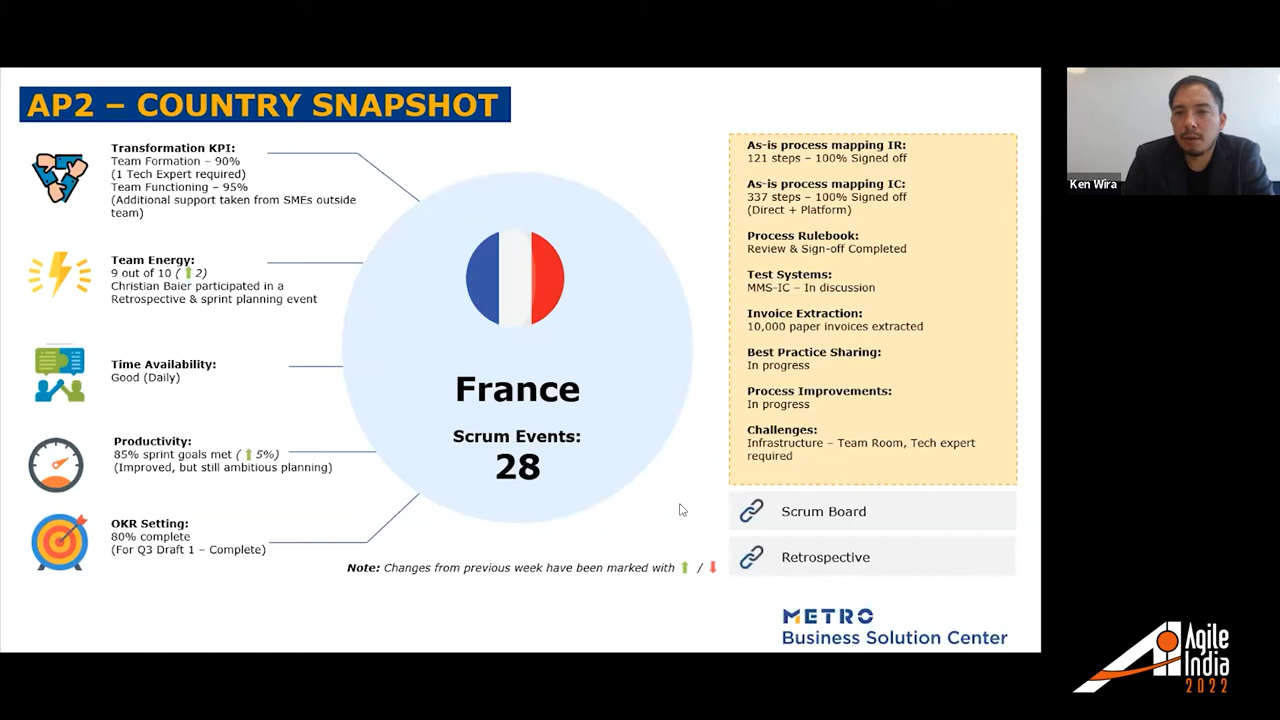 AP2 – COUNTRY SNAPSHOT
Transformation KPI:
Team Formation – 90%
(1 Tech Expert required)
Team Functioning – 95%
(Additional support taken from SMEs outside
team)
Team Energy:
9 out of 10 (⬆2)
Christian Baier participated in a
Retrospective & sprint planning event
Time Availability:
Good (Daily)
Productivity:
85% sprint goals met (⬆5%)
(Improved, but still ambitious planning)
OKR Setting:
80% complete
(For Q3 Draft 1 – Complete)
France
Scrum Events:
28
Note: Changes from previous week have been marked with ⬆ / ⬇
As-is process mapping IR:
121 steps – 100% Signed off
As-is process mapping IC:
337 steps – 100% Signed off
(Direct + Platform)
Process Rulebook:
Review & Sign-off Completed
Test Systems:
MMS-IC – In discussion
Invoice Extraction:
10,000 paper invoices extracted
Best Practice Sharing:
In progress
Process Improvements:
In progress
Challenges:
Infrastructure – Team Room, Tech expert
required
Scrum Board
Retrospective
METRO
Business Solution Center
Ken Wira
Agile
India
2022